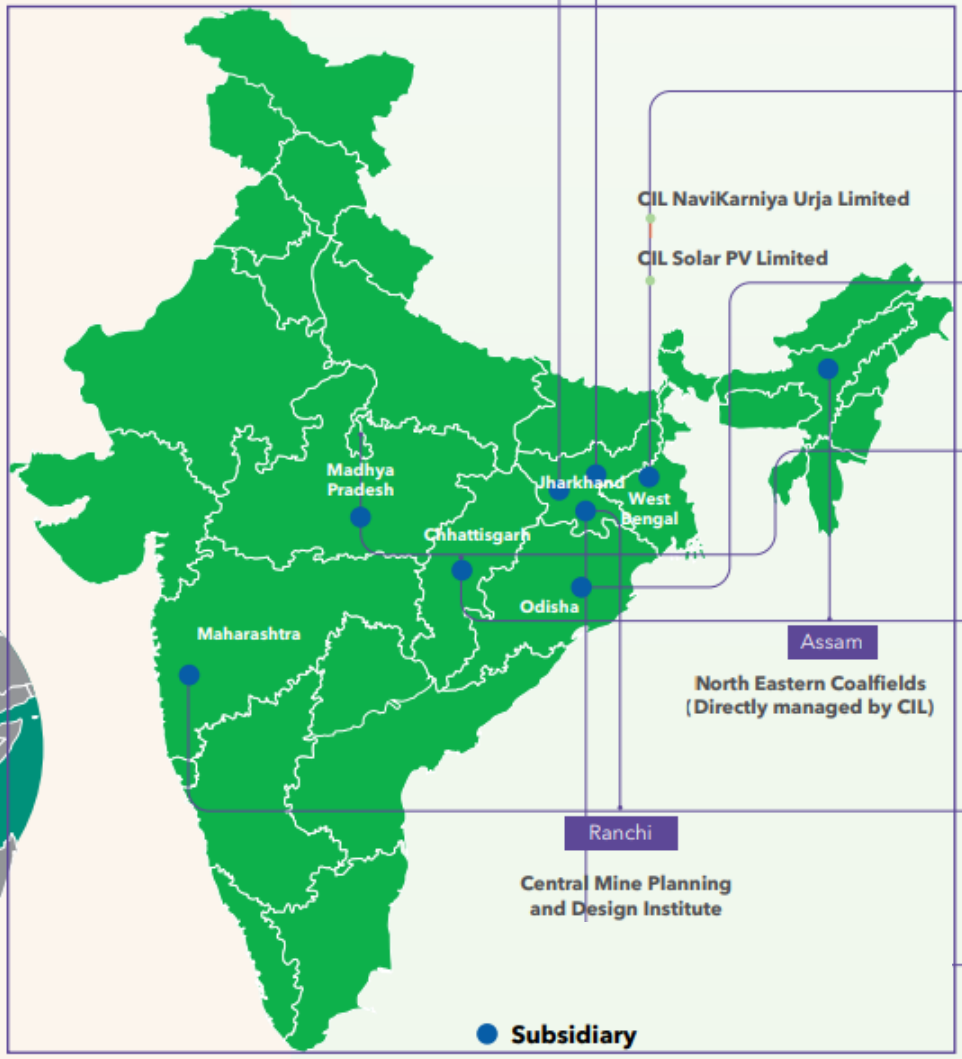 CIL NaviKarniya Urja Limited
CIL Solar PV Limited
Madhya
Pradesh
Jharkhand
West
Bengal
Chhattisgarh
Odisha
Maharashtra
Assam
North Eastern Coalfields
(Directly managed by CIL)
Ranchi
Central Mine Planning
and Design Institute
Subsidiary